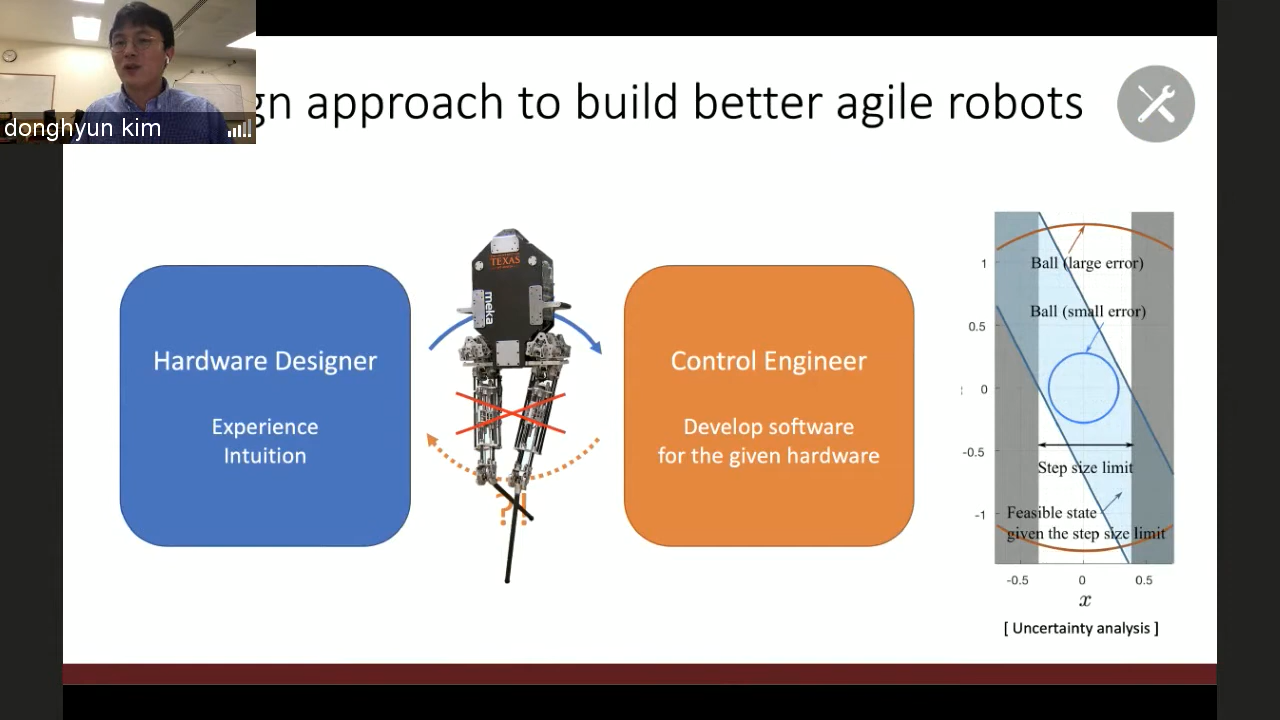 donghyun kim
gn approach to build better agile robots
Hardware Designer
Experience
Intuition
TEXAS
meka
?!
Control Engineer
Develop software
for the given hardware
Ball (large error)
Ball (small error)
Step size limit
Feasible state
given the step size limit
1
0.5
0
-0.5
-1
-0.5
0
0.5
x
[ Uncertainty analysis ]